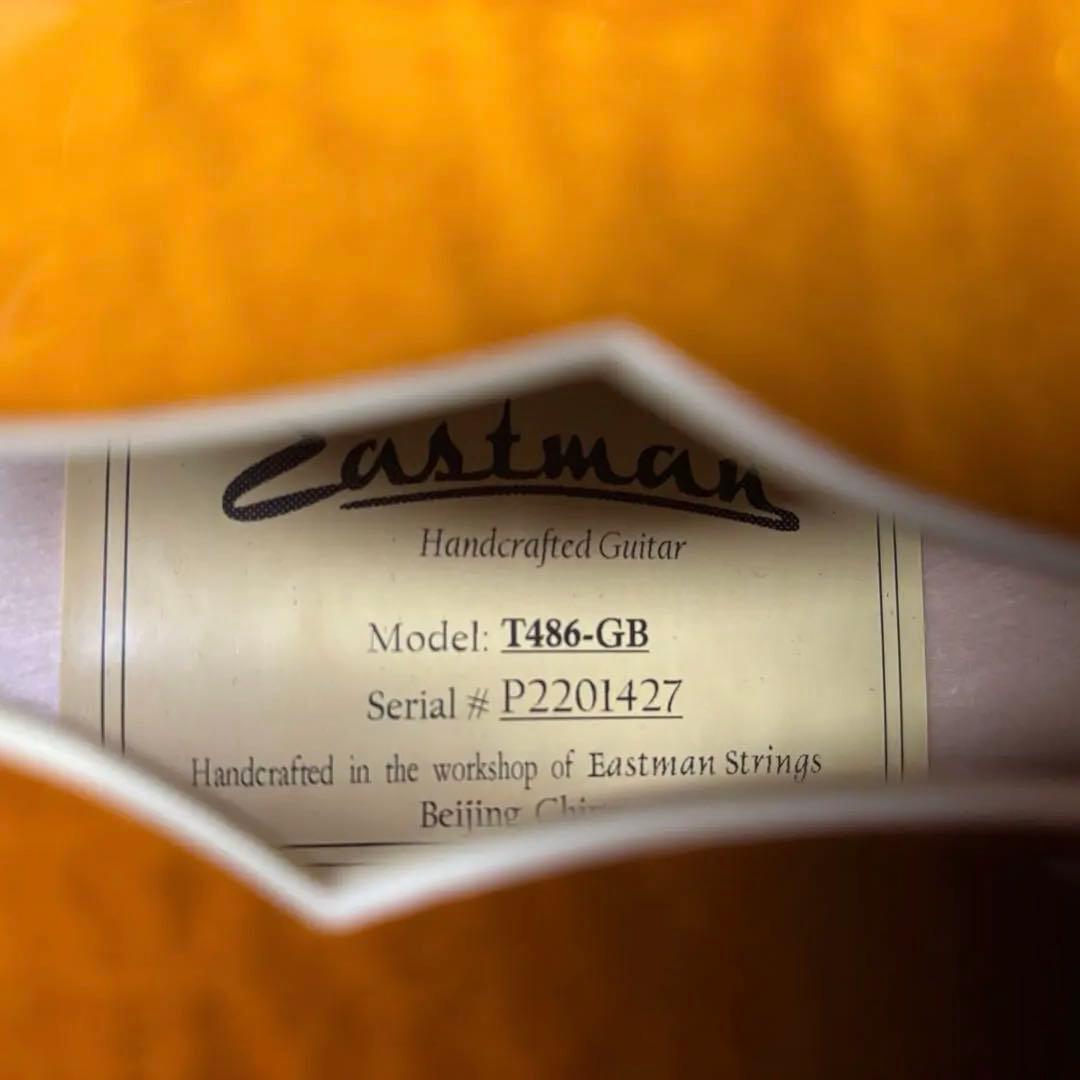 Eastman
Handcrafted Guitar
Model: T486-GB
Serial # P2201427
Handcrafted in the workshop of Eastman Strings
Beijing